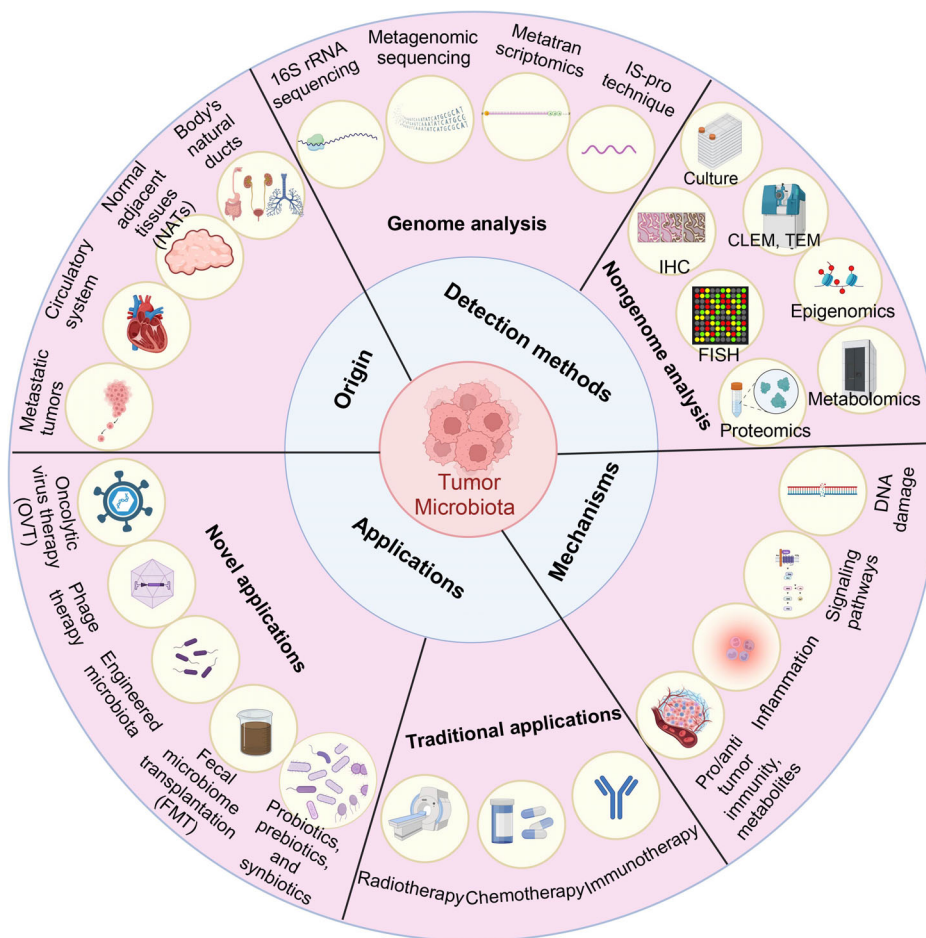 16S rRNA
sequencing
Metagenomic
sequencing
Metatran
scriptomics
IS-pro
technique
Genome analysis
Culture
CLEM, TEM
IHC
Epigenomics
FISH
Metabolomics
Proteomics
Nongenome analysis
Detection methods
Body's
natural
ducts
Normal
adjacent
tissues
(NATs)
Circulatory
system
Metastatic
tumors
Origin
Tumor
Microbiota
Mechanisms
DNA
damage
Signaling
pathways
Inflammation
Pro/anti
tumor
immunity,
metabolites
Applications
Traditional applications
Radiotherapy
Chemotherapy
Immunotherapy
Novel applications
Oncolytic
virus therapy
(OVT)
Phage
therapy
Engineered
microbiota
Fecal
microbiome
transplantation
(FMT)
Probiotics,
prebiotics,
and
synbiotics